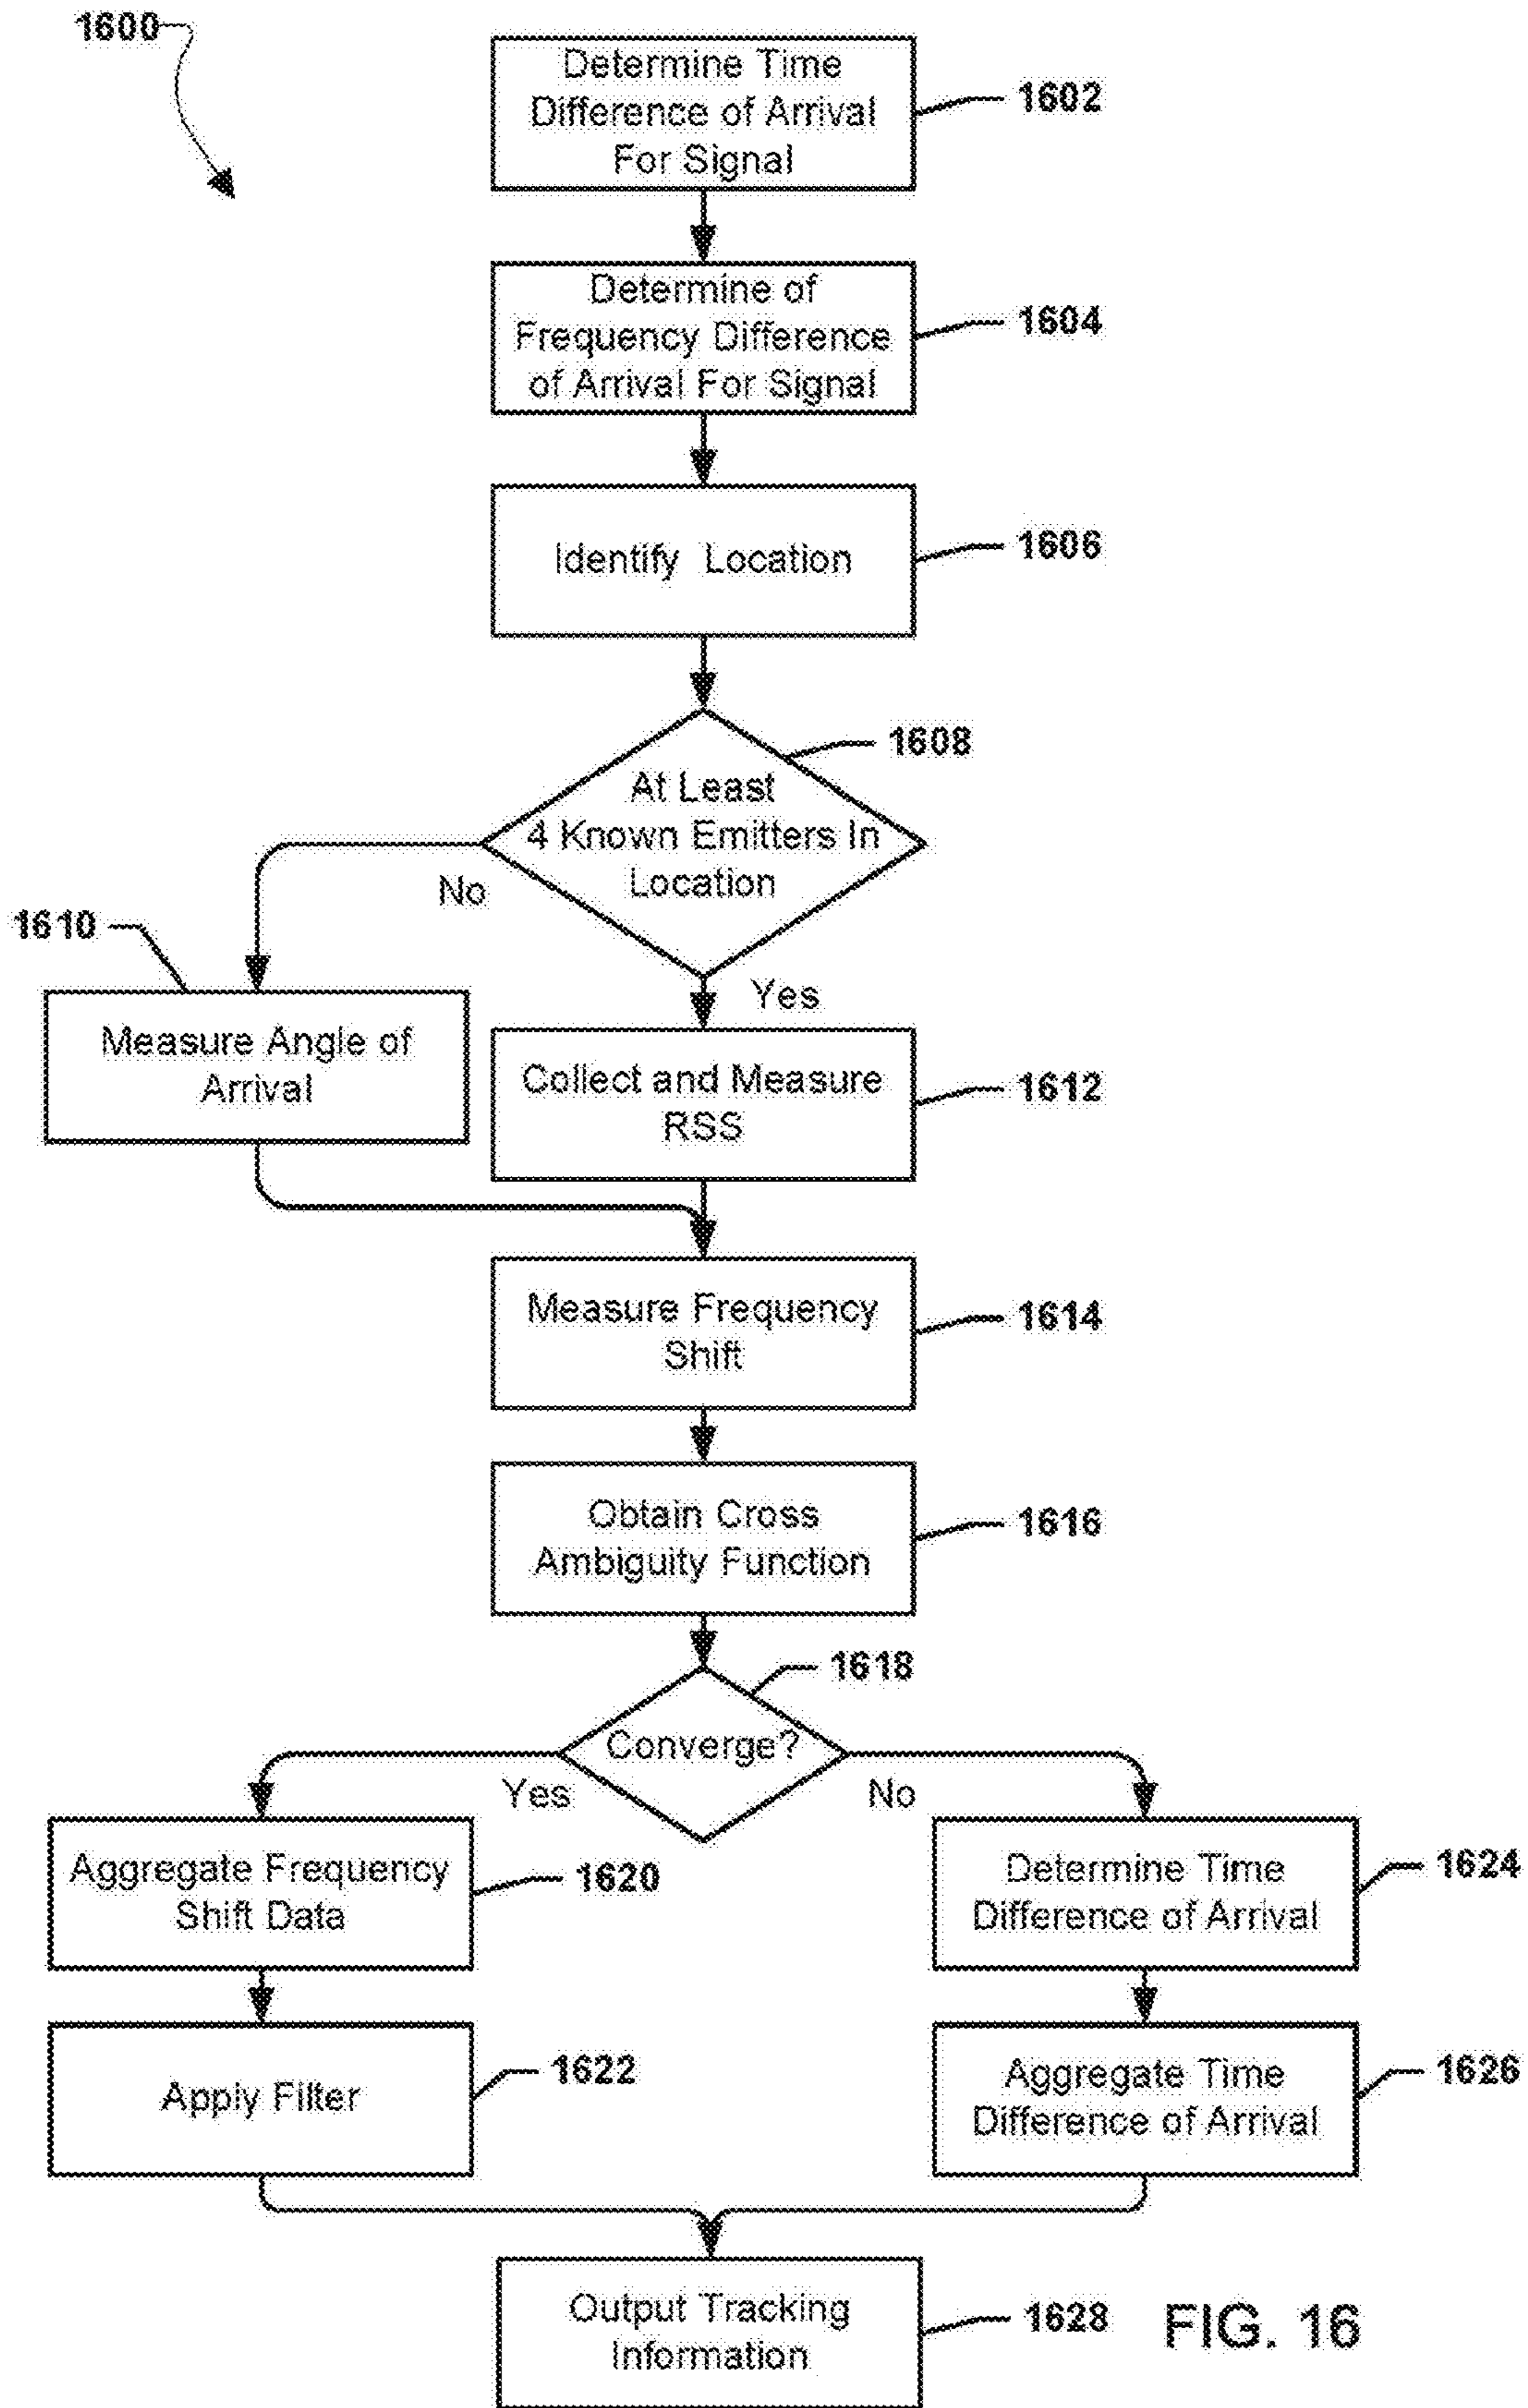 1600
Determine Time
Difference of Arrival
For Signal
1602
Determine of
Frequency Difference
of Arrival For Signal
1604
Identify Location
1606
1608
At Least
4 Known Emitters In
Location
No
Yes
1610
Measure Angle of
Arrival
Collect and Measure
RSS
1612
Measure Frequency
Shift
1614
Obtain Cross
Ambiguity Function
1616
1618
Converge?
Yes
No
Aggregate Frequency
Shift Data
1620
Determine Time
Difference of Arrival
1624
Apply Filter
1622
Aggregate Time
Difference of Arrival
1626
Output Tracking
Information
1628
FIG. 16